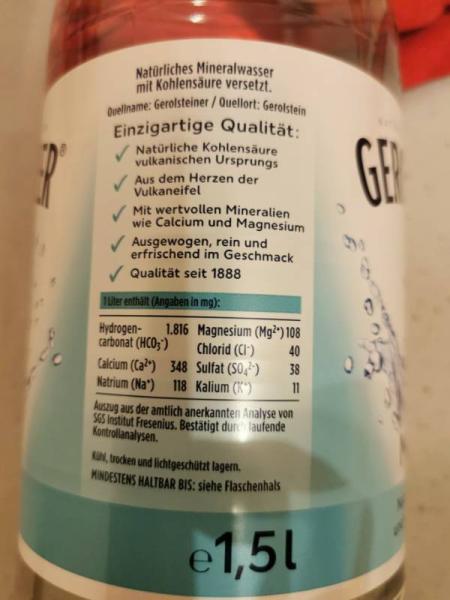 Natürliches Mineralwasser
mit Kohlensäure versetzt.
Quellname: Gerolsteiner / Quellort: Gerolstein
Einzigartige Qualität:
✓ Natürliche Kohlensäure
vulkanischen Ursprungs
✓ Aus dem Herzen der
Vulkaneifel
✓ Mit wertvollen Mineralien
wie Calcium und Magnesium
✓ Ausgewogen, rein und
erfrischend im Geschmack
✓ Qualität seit 1888
1 Liter enthält (Angaben in mg):
Hydrogen- 1.816
carbonat (HCO₃⁻)
Calcium (Ca²⁺) 348
Natrium (Na⁺) 118
Magnesium (Mg²⁺) 108
Chlorid (Cl⁻) 40
Sulfat (SO₄²⁻) 38
Kalium (K⁺) 11
Auszug aus der amtlich anerkannten Analyse von
SGS Institut Fresenius. Bestätigt durch laufende
Kontrollanalysen.
Kühl, trocken und lichtgeschützt lagern.
MINDESTENS HALTBAR BIS: siehe Flaschenhals
e1,5l
ER®
GER